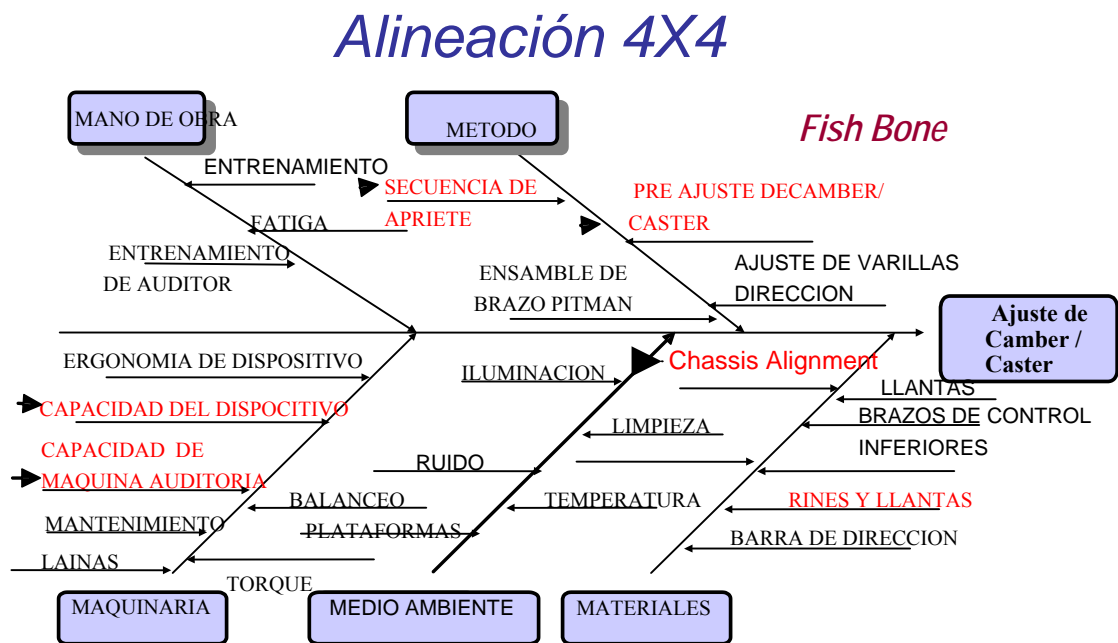 Alineación 4X4
MANO DE OBRA
METODO
Fish Bone
ENTRENAMIENTO
SECUENCIA DE
APRIETE
PRE AJUSTE DECAMBER/
CASTER
FATIGA
ENTRENAMIENTO
DE AUDITOR
ENSAMBLE DE
BRAZO PITMAN
AJUSTE DE VARILLAS
DIRECCION
Ajuste de
Camber /
Caster
ERGONOMIA DE DISPOSITIVO
ILUMINACION
Chassis Alignment
LLANTAS
CAPACIDAD DEL DISPOCITIVO
BRAZOS DE CONTROL
INFERIORES
LIMPIEZA
CAPACIDAD DE
MAQUINA AUDITORIA
RUIDO
BALANCEO
TEMPERATURA
RINES Y LLANTAS
MANTENIMIENTO
PLATAFORMAS
BARRA DE DIRECCION
LAINAS
TORQUE
MAQUINARIA
MEDIO AMBIENTE
MATERIALES